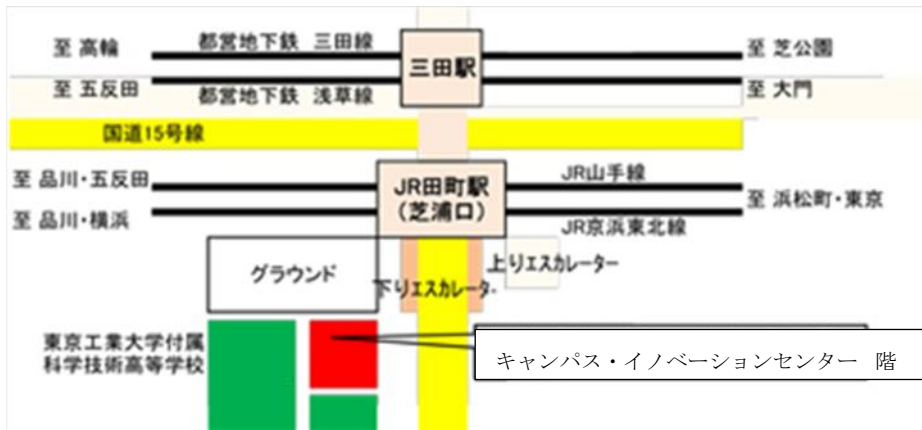 至 高輪
都営地下鉄 三田線
三田駅
至 芝公園
至 五反田
都営地下鉄 浅草線
至 大門
国道15号線
至 品川・五反田
JR田町駅
(芝浦口)
JR山手線
至 浜松町・東京
至 品川・横浜
JR京浜東北線
グラウンド
下りエスカレーター
上りエスカレーター
東京工業大学付属
科学技術高等学校
キャンパス・イノベーションセンター 階